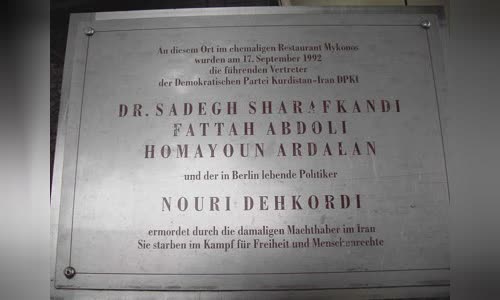 An diesem Ort im ehemaligen Restaurant Mykonos
wurden am 17. September 1992
die führenden Vertreter
der Demokratischen Partei Kurdistan-Iran DPKI
DR. SADEGH SHARAFKANDI
FATTAH ABDOLI
HOMAYOUN ARDALAN
und der in Berlin lebende Politiker
NOURI DEHKORDI
ermordet durch die damaligen Machthaber im Iran
Sie starben im Kampf für Freiheit und Menschenrechte